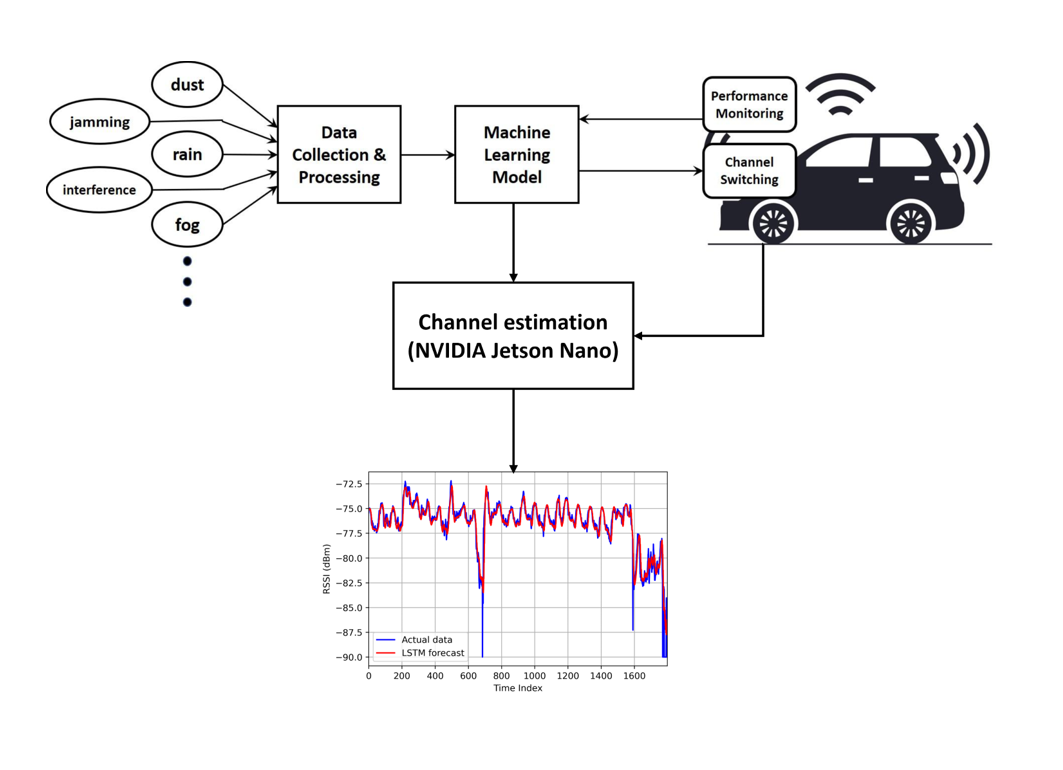 dust
jamming
rain
interference
fog
Data
Collection &
Processing
Machine
Learning
Model
Performance
Monitoring
Channel
Switching
Channel estimation
(NVIDIA Jetson Nano)
RSSI (dBm)
−72.5
−75.0
−77.5
−80.0
−82.5
−85.0
−87.5
−90.0
Actual data
LSTM forecast
0 200 400 600 800 1000 1200 1400 1600
Time Index